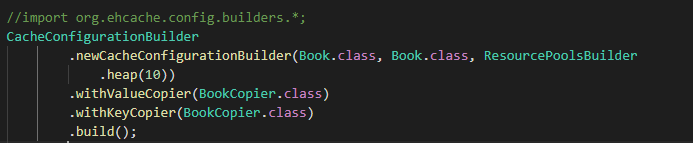 //import org.ehcache.config.builders.*;
CacheConfigurationBuilder
.newCacheConfigurationBuilder(Book.class, Book.class, ResourcePoolsBuilder
.heap(10))
.withValueCopier(BookCopier.class)
.withKeyCopier(BookCopier.class)
.build();